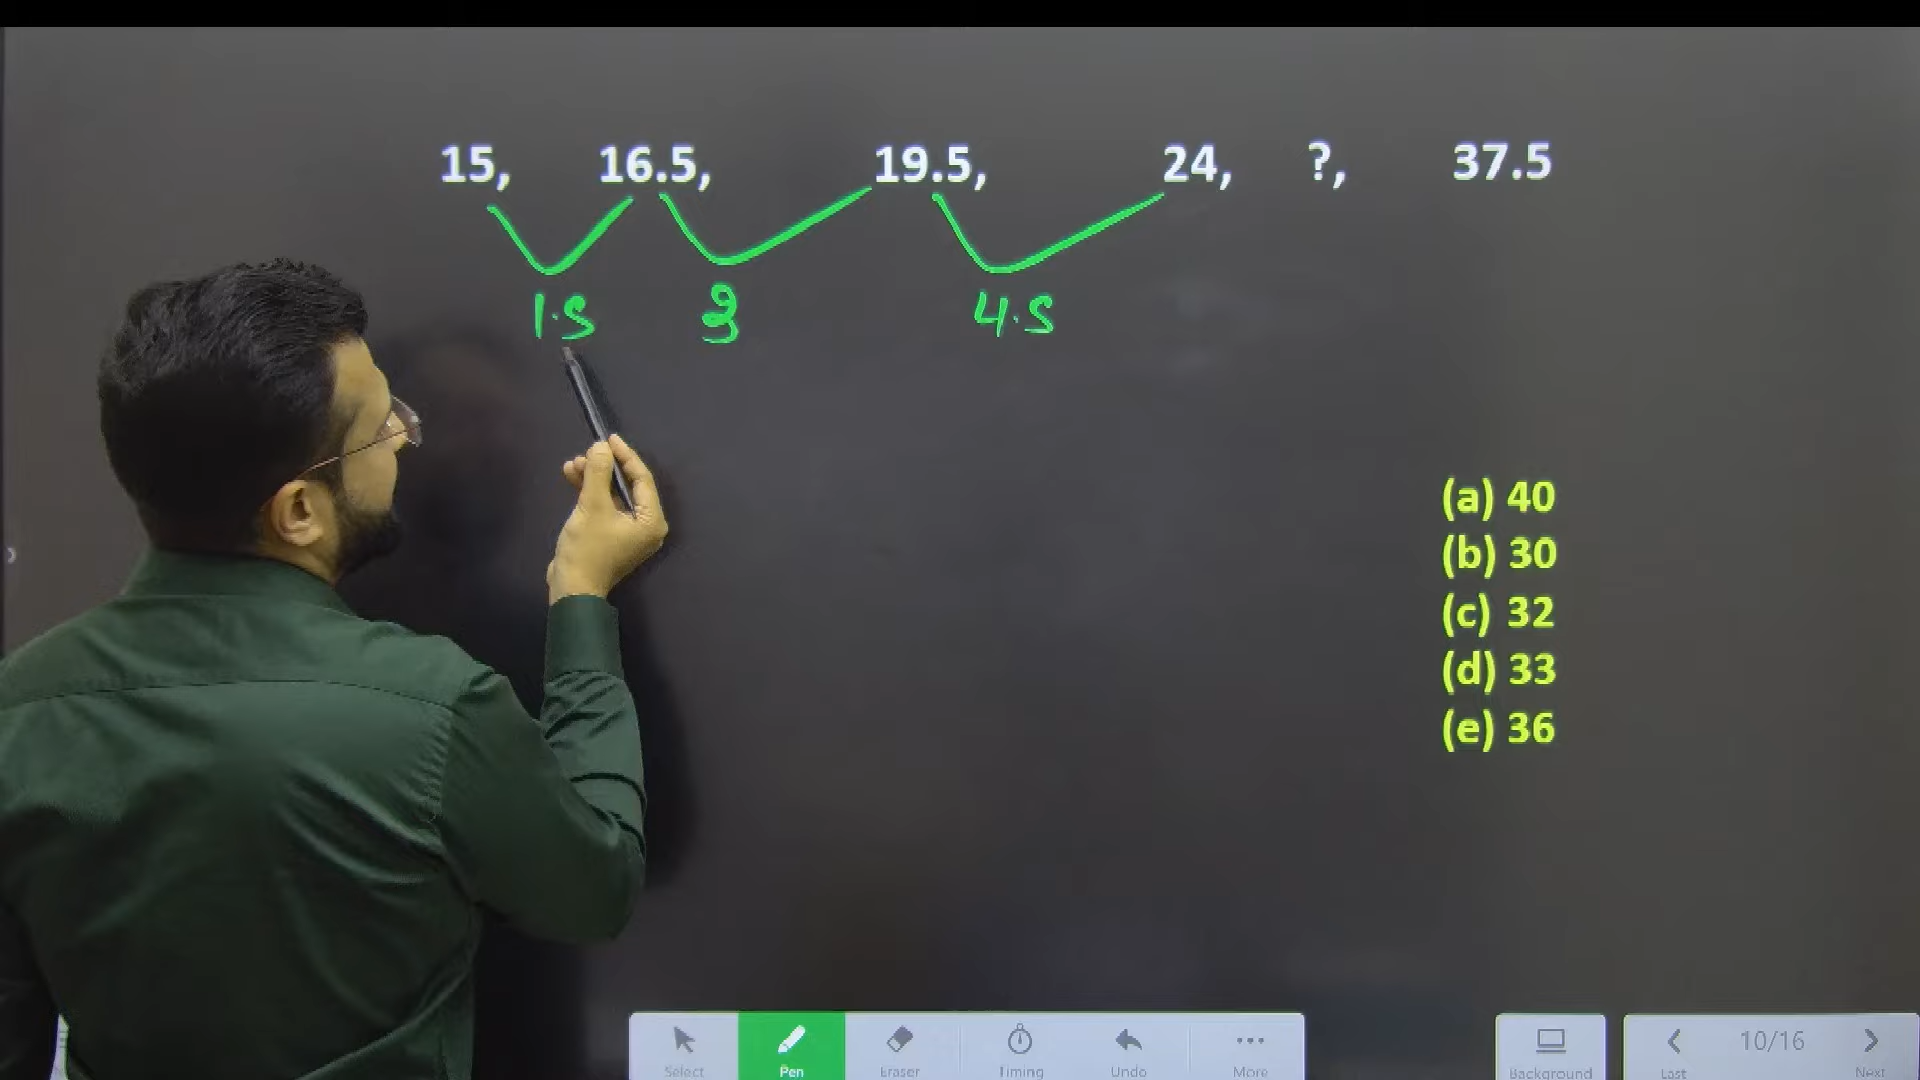 15, 16.5, 19.5, 24, ?, 37.5
1.5 3 4.5
(a) 40
(b) 30
(c) 32
(d) 33
(e) 36
Select Pen Eraser Timing Undo More Background Last 10/16 Next